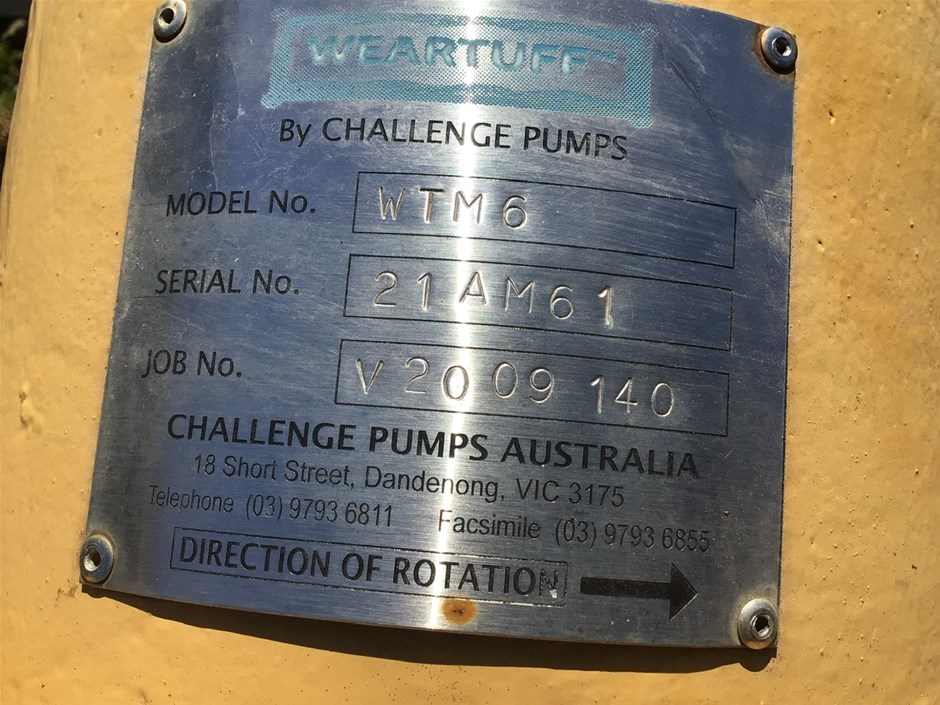 WEARTUFF™
By CHALLENGE PUMPS
MODEL No. WTM6
SERIAL No. 21AM61
JOB No. V2009 140
CHALLENGE PUMPS AUSTRALIA
18 Short Street, Dandenong, VIC 3175
Telephone (03) 9793 6811 Facsimile (03) 9793 6855
DIRECTION OF ROTATION